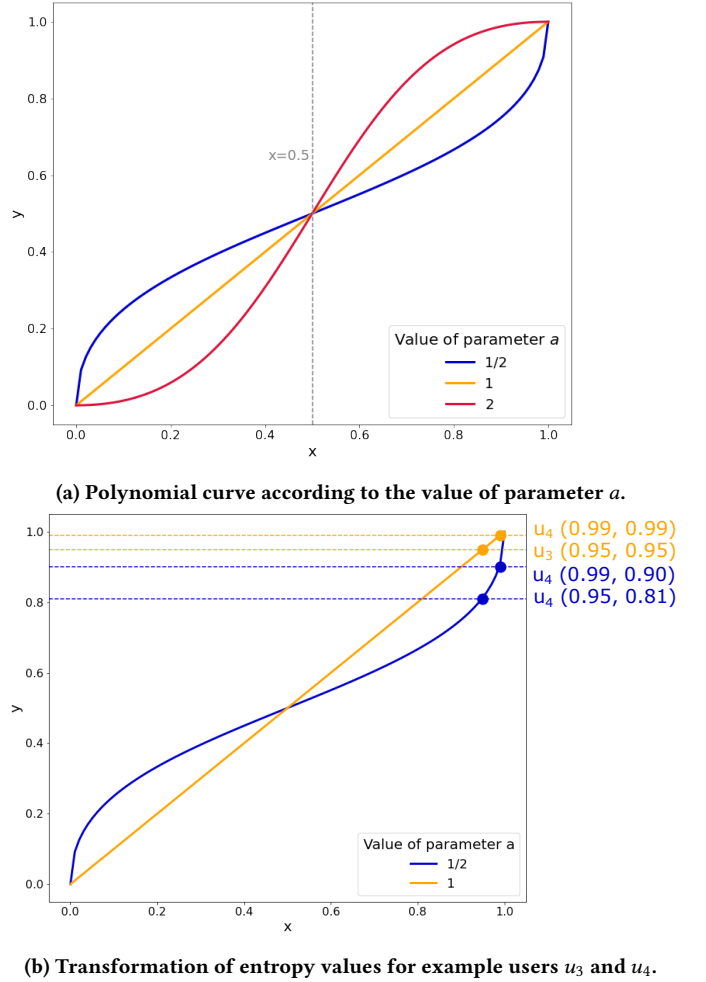 1.0
0.8
0.6
0.4
0.2
0.0
y
x=0.5
Value of parameter a
1/2
1
2
0.0 0.2 0.4 0.6 0.8 1.0
x
(a) Polynomial curve according to the value of parameter a.
1.0
0.8
0.6
0.4
0.2
0.0
y
u₄ (0.99, 0.99)
u₃ (0.95, 0.95)
u₄ (0.99, 0.90)
u₄ (0.95, 0.81)
Value of parameter a
1/2
1
0.0 0.2 0.4 0.6 0.8 1.0
x
(b) Transformation of entropy values for example users u₃ and u₄.